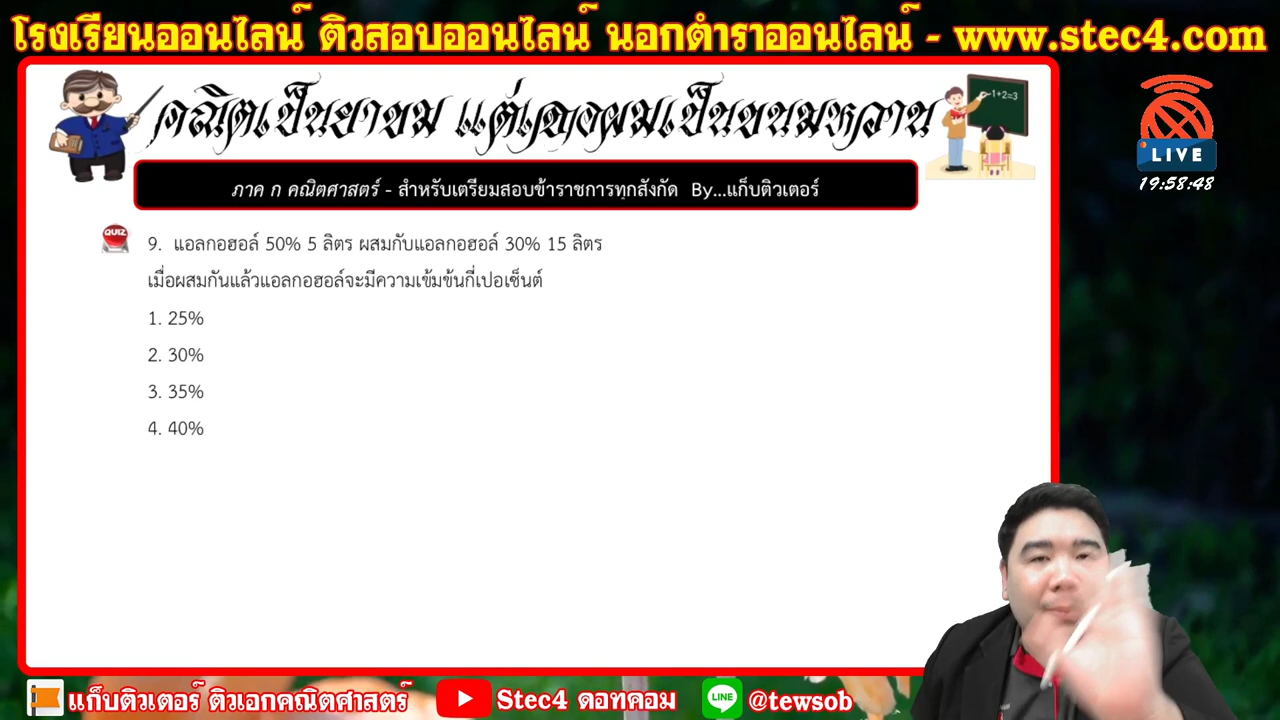 โรงเรียนออนไลน์ ติวสอบออนไลน์ นอกตำราออนไลน์ - www.stec4.com
คณิตเป็นยาขม แต่เธอผมเป็นขนมหวาน
-1+2=3
LIVE
19:58:48
ภาค ก คณิตศาสตร์ - สำหรับเตรียมสอบข้าราชการทุกสังกัด By...แก็บติวเตอร์
QUIZ
9. แอลกอฮอล์ 50% 5 ลิตร ผสมกับแอลกอฮอล์ 30% 15 ลิตร
เมื่อผสมกันแล้วแอลกอฮอล์จะมีความเข้มข้นกี่เปอเซ็นต์
1. 25%
2. 30%
3. 35%
4. 40%
แก็บติวเตอร์ ติวเอกคณิตศาสตร์ Stec4 ดอทคอม LINE @tewsob